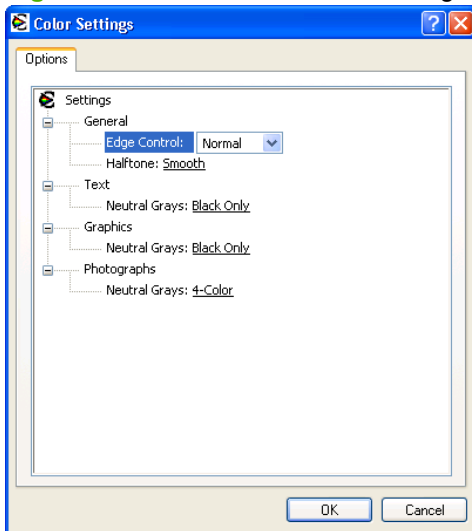 Color Settings
Options
Settings
General
Edge Control: Normal
Halftone: Smooth
Text
Neutral Grays: Black Only
Graphics
Neutral Grays: Black Only
Photographs
Neutral Grays: 4-Color
OK Cancel